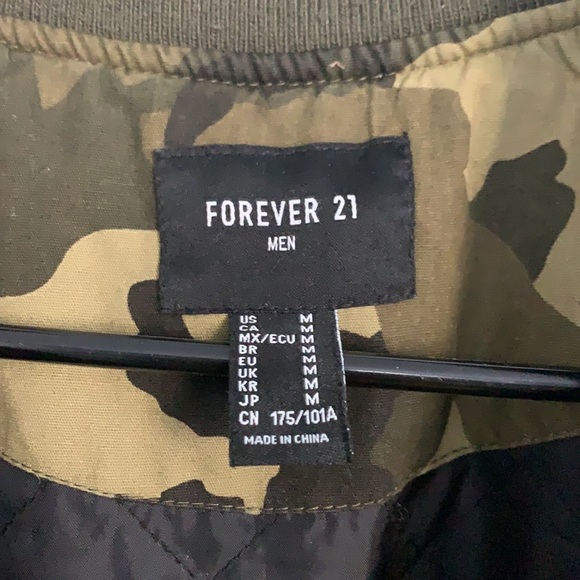 FOREVER 21
MEN
US M
CA M
MX/ECU M
BR M
EU M
UK M
KR M
JP M
CN 175/101A
MADE IN CHINA